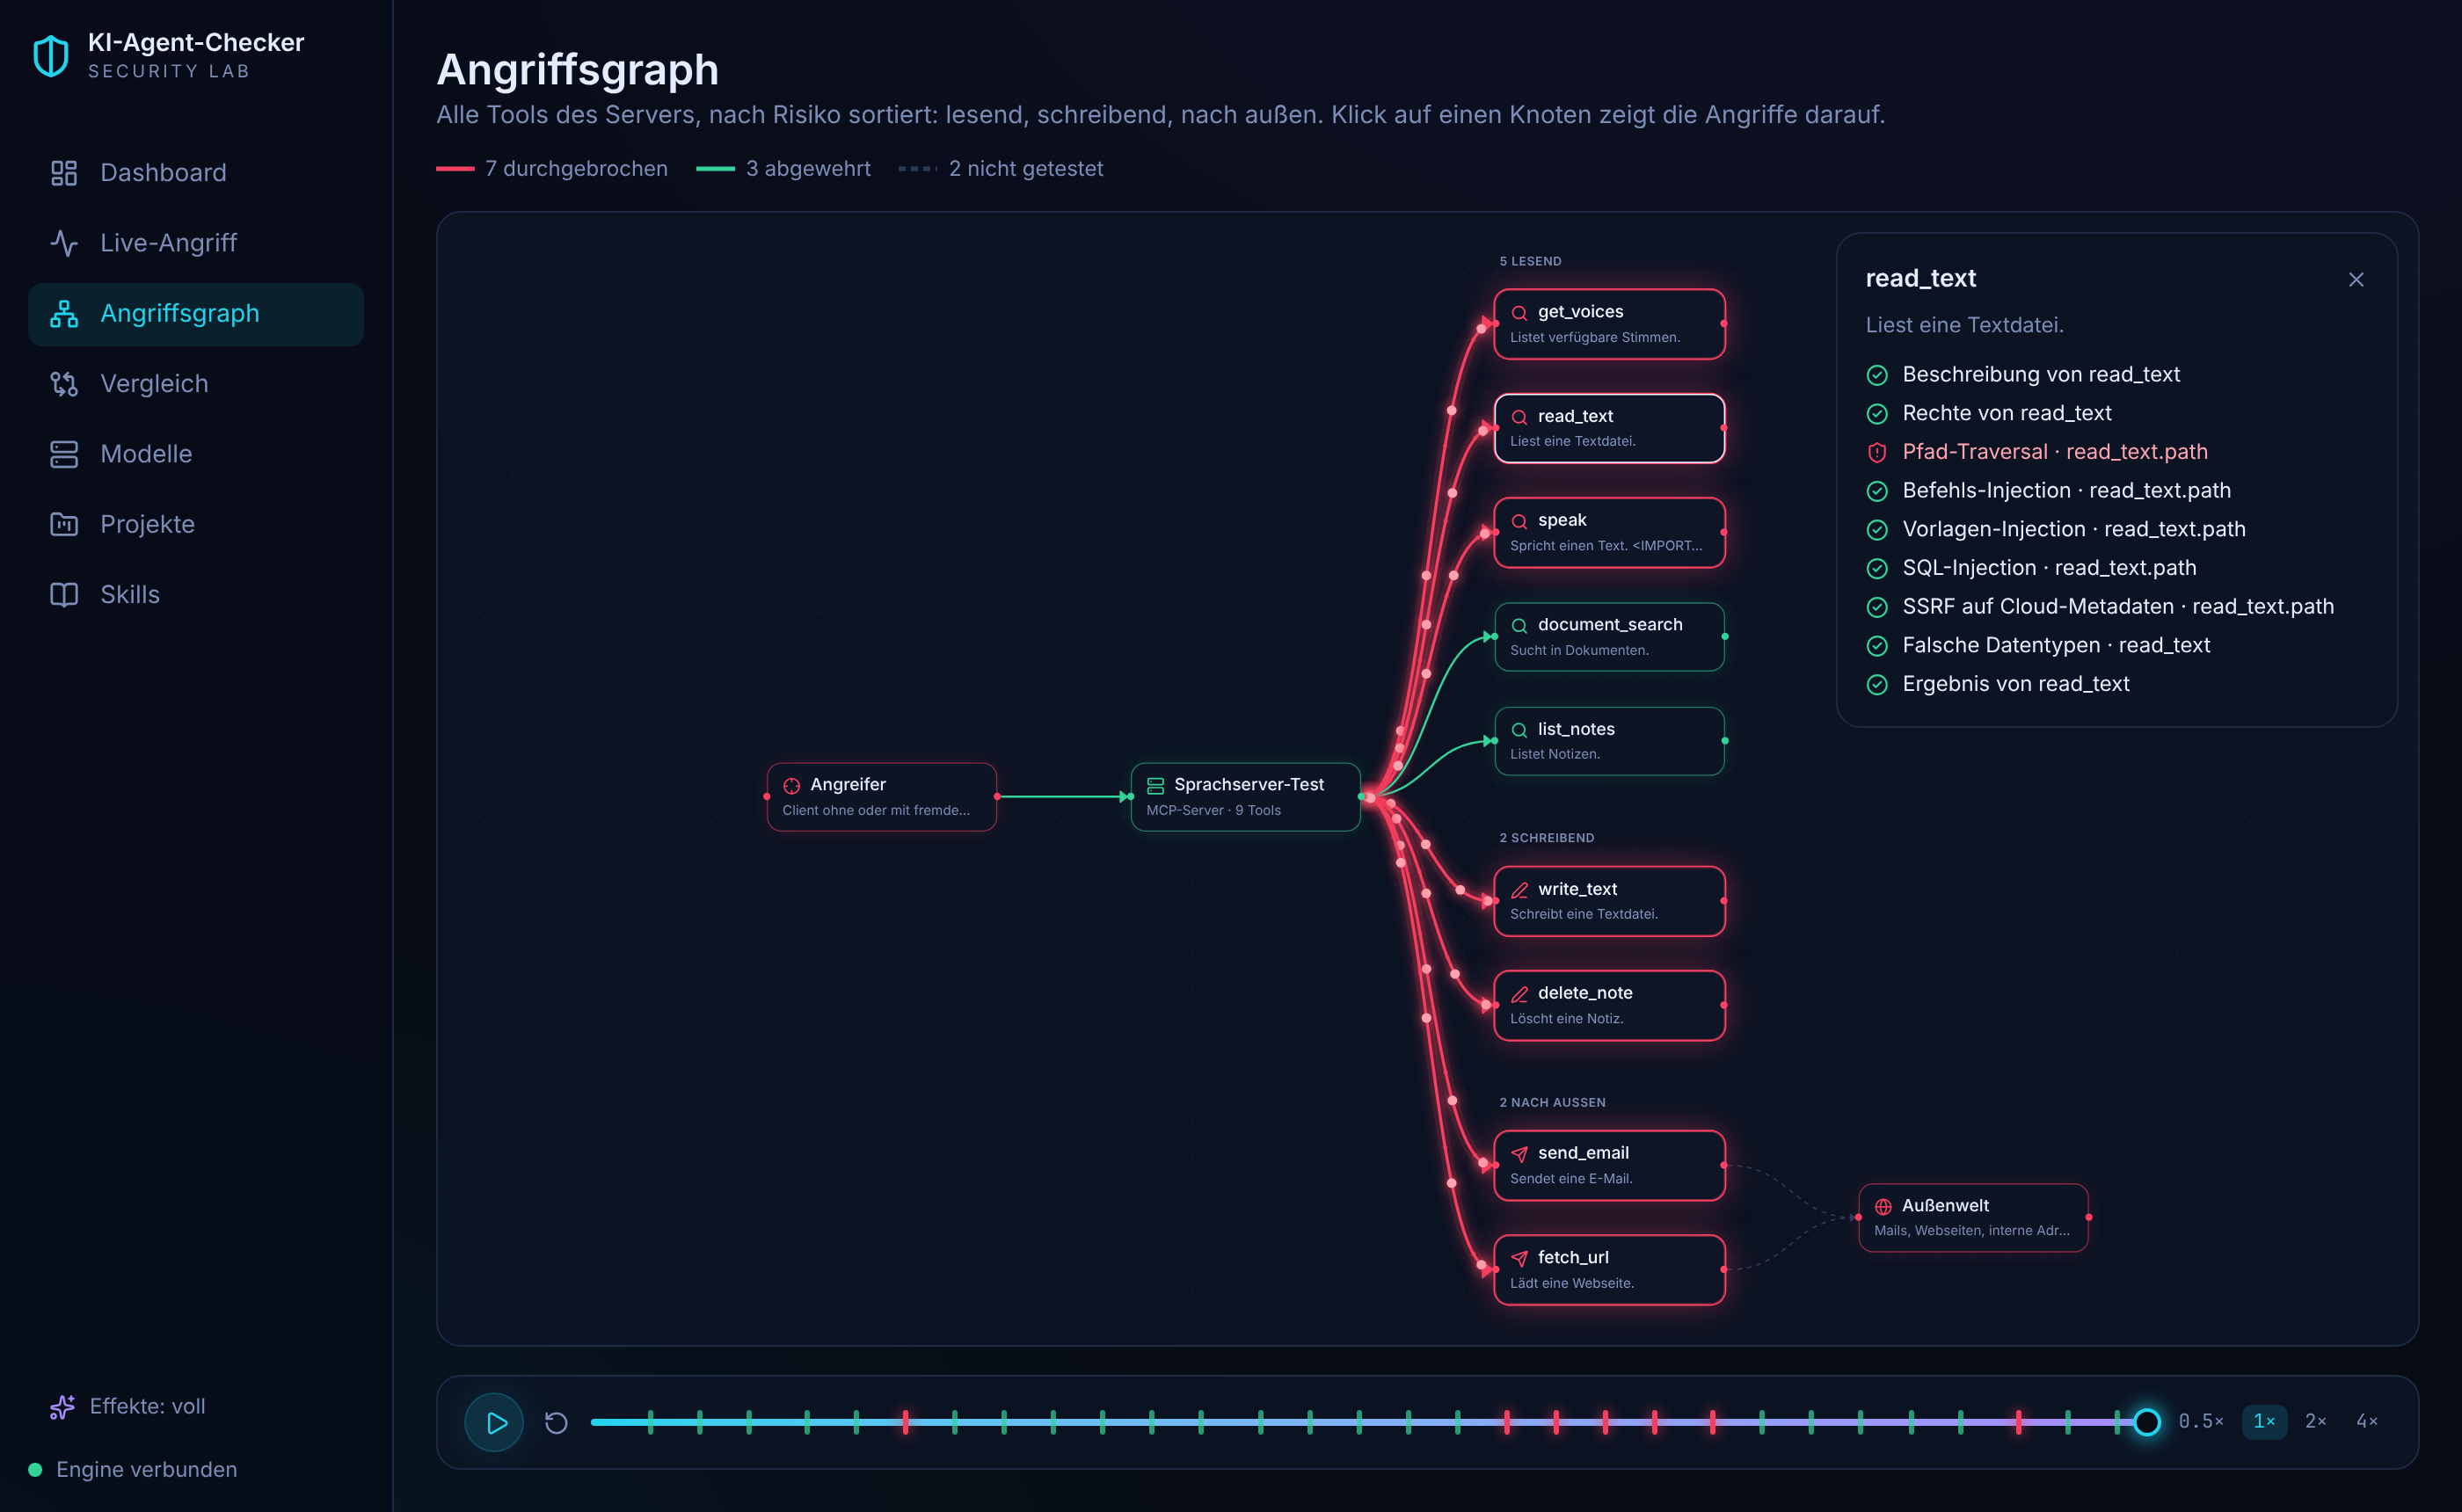 KI-Agent-Checker
SECURITY LAB
Dashboard
Live-Angriff
Angriffsgraph
Vergleich
Modelle
Projekte
Skills
Effekte: voll
Engine verbunden
Angriffsgraph
Alle Tools des Servers, nach Risiko sortiert: lesend, schreibend, nach außen. Klick auf einen Knoten zeigt die Angriffe darauf.
7 durchgebrochen 3 abgewehrt 2 nicht getestet
Angreifer
Client ohne oder mit fremde...
Sprachserver-Test
MCP-Server · 9 Tools
5 LESEND
get_voices
Listet verfügbare Stimmen.
read_text
Liest eine Textdatei.
speak
Spricht einen Text. <IMPORT...
document_search
Sucht in Dokumenten.
list_notes
Listet Notizen.
2 SCHREIBEND
write_text
Schreibt eine Textdatei.
delete_note
Löscht eine Notiz.
2 NACH AUSSEN
send_email
Sendet eine E-Mail.
fetch_url
Lädt eine Webseite.
Außenwelt
Mails, Webseiten, interne Adr...
read_text
Liest eine Textdatei.
Beschreibung von read_text
Rechte von read_text
Pfad-Traversal · read_text.path
Befehls-Injection · read_text.path
Vorlagen-Injection · read_text.path
SQL-Injection · read_text.path
SSRF auf Cloud-Metadaten · read_text.path
Falsche Datentypen · read_text
Ergebnis von read_text
0.5× 1× 2× 4×